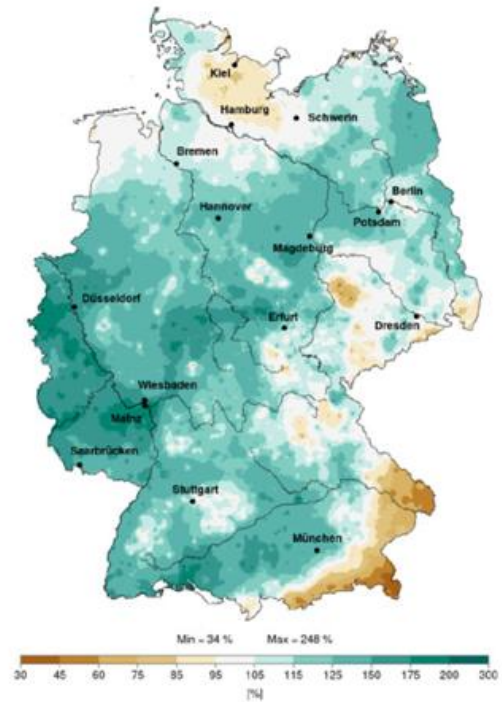 Kiel
Hamburg
Schwerin
Bremen
Berlin
Hannover
Potsdam
Magdeburg
Düsseldorf
Erfurt
Dresden
Wiesbaden
Mainz
Saarbrücken
Stuttgart
München
Min = 34 % Max = 248 %
30 45 60 75 85 95 105 115 125 150 175 200 300
[%]